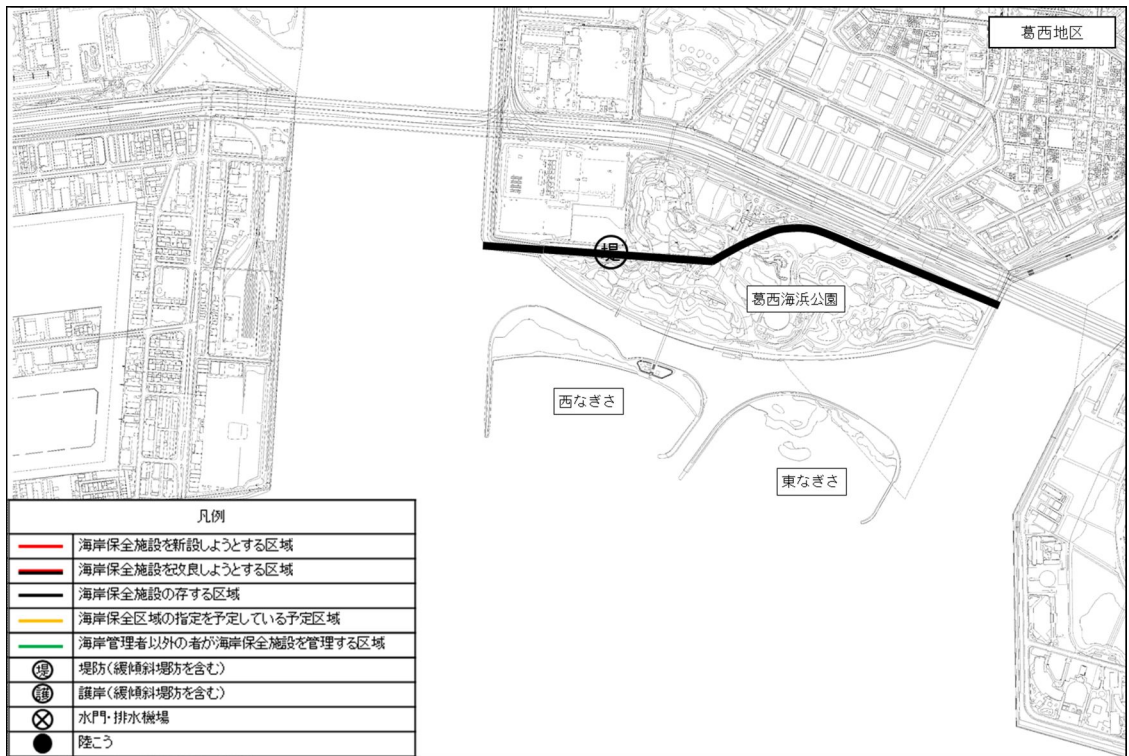 葛西地区
堤
葛西海浜公園
西なぎさ
東なぎさ
凡例
海岸保全施設を新設しようとする区域
海岸保全施設を改良しようとする区域
海岸保全施設の存する区域
海岸保全区域の指定を予定している予定区域
海岸管理者以外の者が海岸保全施設を管理する区域
堤 堤防(緩傾斜堤防を含む)
護 護岸(緩傾斜堤防を含む)
水門・排水機場
陸こう